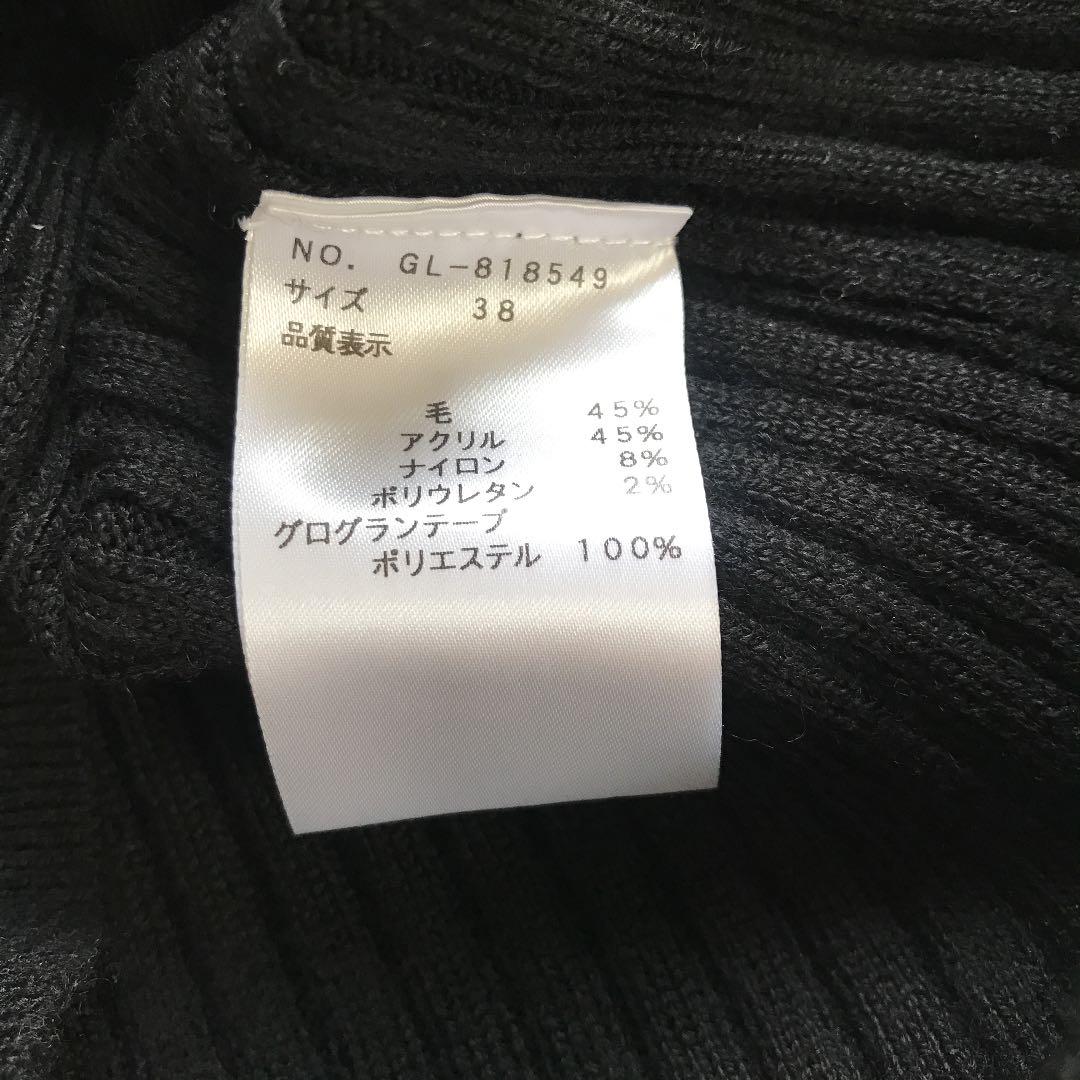 NO. GL-818549
サイズ 38
品質表示
毛 45%
アクリル 45%
ナイロン 8%
ポリウレタン 2%
グログランテープ
ポリエステル 100%